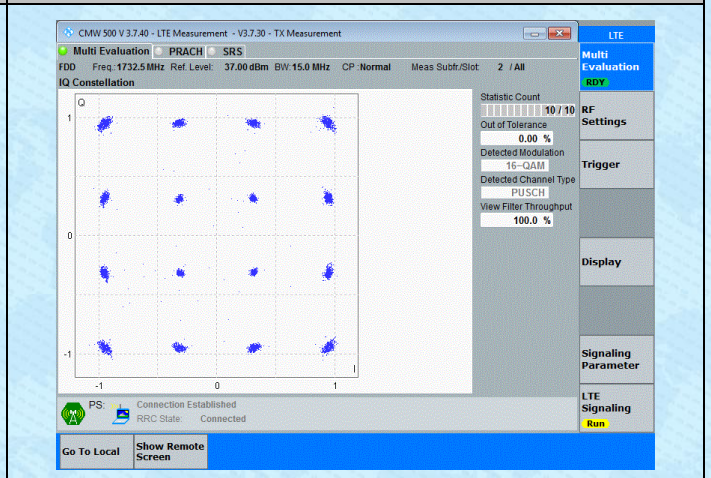 CMW 500 V 3.7.40 - LTE Measurement - V3.7.30 - TX Measurement
LTE
Multi Evaluation PRACH SRS
FDD Freq.: 1732.5 MHz Ref. Level: 37.00 dBm BW: 15.0 MHz CP : Normal Meas Subfr./Slot: 2 / All
IQ Constellation
Q
1
0
-1
I
-1 0 1
Statistic Count
10 / 10
Out of Tolerance
0.00 %
Detected Modulation
16-QAM
Detected Channel Type
PUSCH
View Filter Throughput
100.0 %
Multi
Evaluation
RDY
RF
Settings
Trigger
Display
Signaling
Parameter
LTE
Signaling
Run
PS: Connection Established
RRC State: Connected
A
Go To Local
Show Remote
Screen